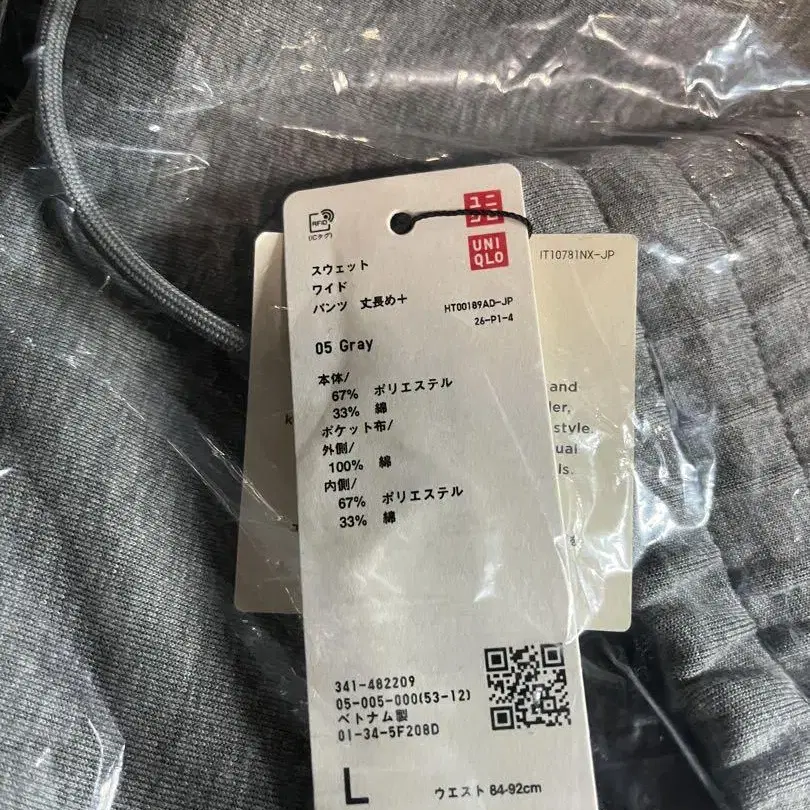 RFID
(ICタグ)
ユニ
クロ
UNI
QLO
スウェット
ワイド
パンツ 丈長め+
HT00189AD-JP
26-P1-4
05 Gray
本体/
67% ポリエステル
33% 綿
ポケット布/
外側/
100% 綿
内側/
67% ポリエステル
33% 綿
341-482209
05-005-000(53-12)
ベトナム製
01-34-5F208D
L
ウエスト 84-92cm
IT10781NX-JP
and
style.